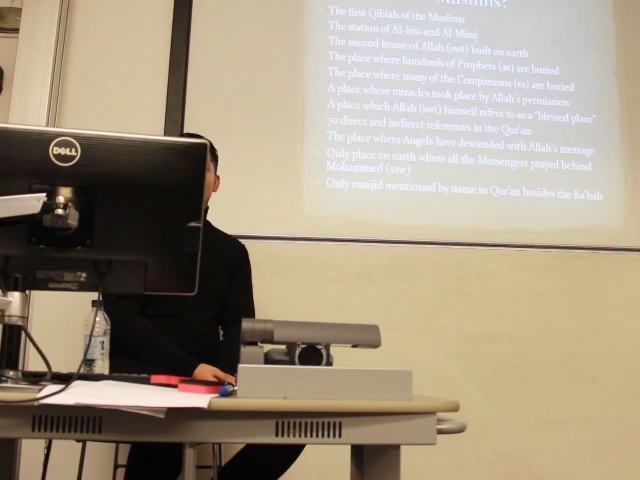 Muslims?
The first Qiblah of the Muslims
The station of Al-Isra and Al-Miraj
The second house of Allah (swt) built on earth
The place where hundreds of Prophets (as) are buried
The place where many of the Companions (ra) are buried
A place where miracles took place by Allah's permission
A place which Allah (swt) himself refers to as a "blessed place"
70 direct and indirect references in the Qur'an
The place where Angels have descended with Allah's message
Only place on earth where all the Messengers prayed behind
Mohammed (saw)
Only masjid mentioned by name in Qur'an besides the Ka'bah
DELL